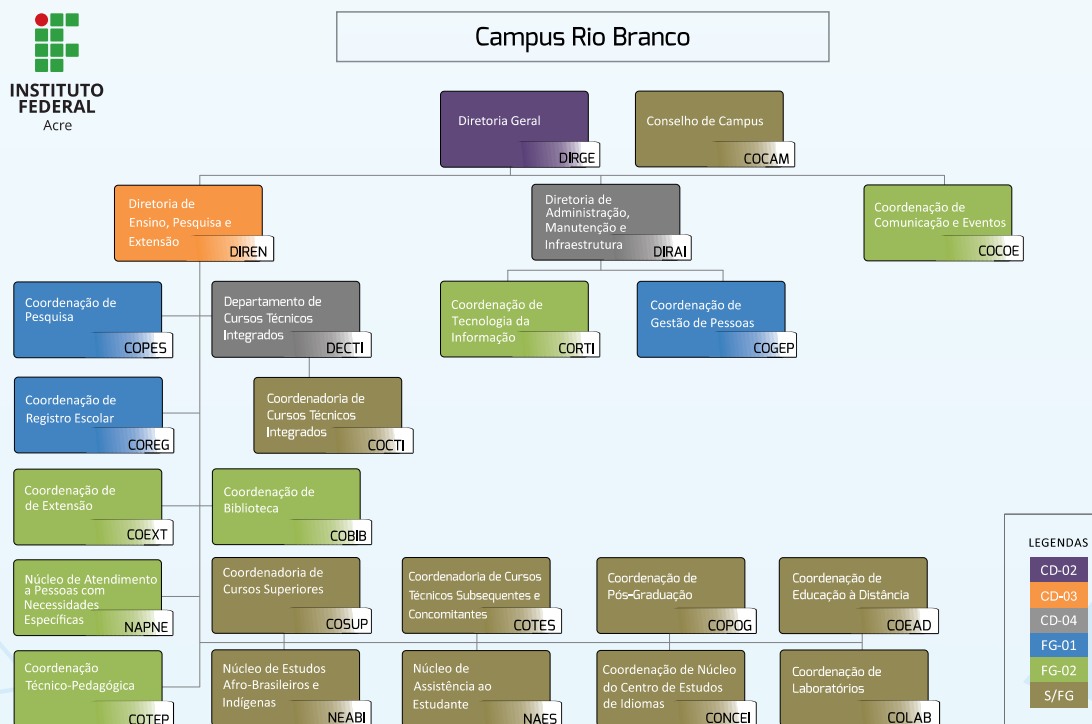 INSTITUTO
FEDERAL
Acre
Campus Rio Branco
Diretoria Geral
DIRGE
Conselho de Campus
COCAM
Diretoria de
Ensino, Pesquisa e
Extensão
DIREN
Diretoria de
Administração,
Manutenção e
Infraestrutura
DIRAI
Coordenação de
Comunicação e Eventos
COCOE
Coordenação de
Pesquisa
COPES
Departamento de
Cursos Técnicos
Integrados
DECTI
Coordenação de
Tecnologia da
Informação
CORTI
Coordenação de
Gestão de Pessoas
COGEP
Coordenação de
Registro Escolar
COREG
Coordenadoria de
Cursos Técnicos
Integrados
COCTI
Coordenação de
de Extensão
COEXT
Coordenação de
Biblioteca
COBIB
Núcleo de Atendimento
a Pessoas com
Necessidades
Específicas
NAPNE
Coordenadoria de
Cursos Superiores
COSUP
Coordenadoria de Cursos
Técnicos Subsequentes e
Concomitantes
COTES
Coordenação de
Pós-Graduação
COPOG
Coordenação de
Educação à Distância
COEAD
Coordenação
Técnico-Pedagógica
COTEP
Núcleo de Estudos
Afro-Brasileiros e
Indígenas
NEABI
Núcleo de
Assistência ao
Estudante
NAES
Coordenação de Núcleo
do Centro de Estudos
de Idiomas
CONCEI
Coordenação de
Laboratórios
COLAB
LEGENDAS
CD-02
CD-03
CD-04
FG-01
FG-02
S/FG